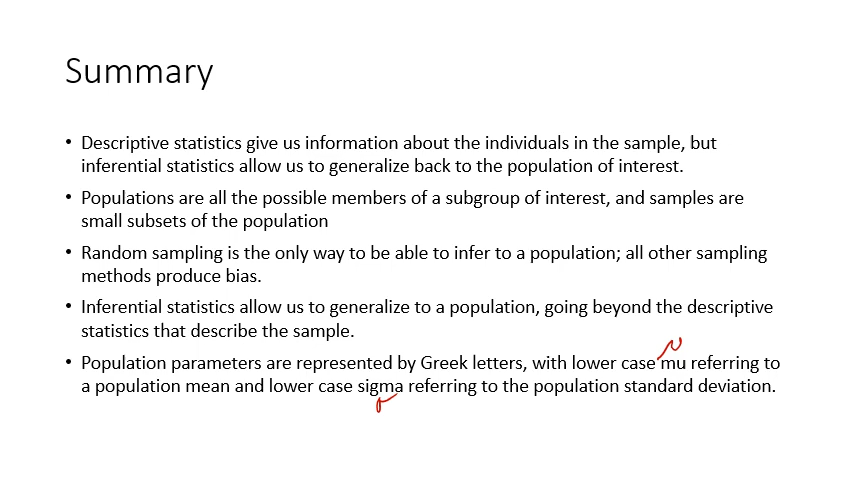 Summary
• Descriptive statistics give us information about the individuals in the sample, but
inferential statistics allow us to generalize back to the population of interest.
• Populations are all the possible members of a subgroup of interest, and samples are
small subsets of the population
• Random sampling is the only way to be able to infer to a population; all other sampling
methods produce bias.
• Inferential statistics allow us to generalize to a population, going beyond the descriptive
statistics that describe the sample.
μ
• Population parameters are represented by Greek letters, with lower case mu referring to
a population mean and lower case sigma referring to the population standard deviation.
σ